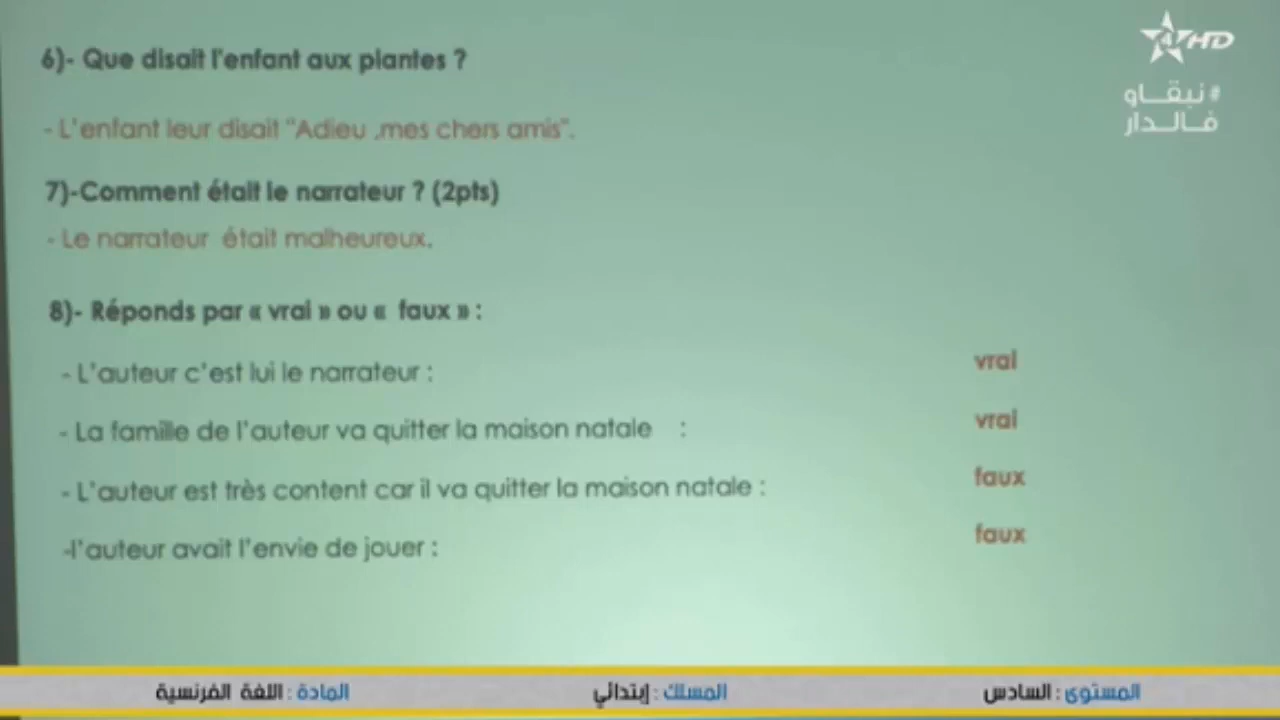 6)- Que disait l'enfant aux plantes ?
- L'enfant leur disait "Adieu ,mes chers amis".
7)-Comment était le narrateur ? (2pts)
- Le narrateur était malheureux.
8)- Réponds par « vrai » ou « faux » :
- L'auteur c'est lui le narrateur : vrai
- La famille de l'auteur va quitter la maison natale : vrai
- L'auteur est très content car il va quitter la maison natale : faux
-l'auteur avait l'envie de jouer : faux
4 HD
#نبقاو
فالدار
المستوى : السادس
المسلك : إبتدائي
المادة : اللغة الفرنسية